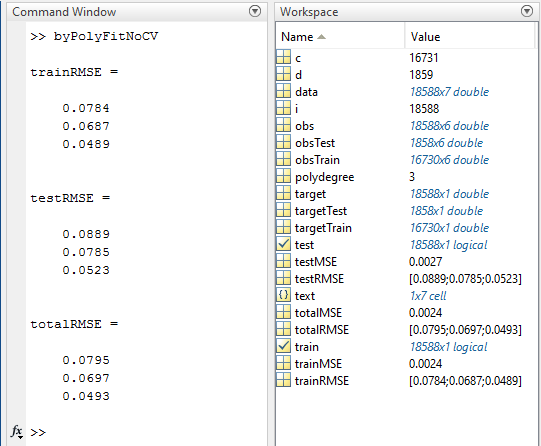 Command Window
>> byPolyFitNoCV
trainRMSE =
0.0784
0.0687
0.0489
testRMSE =
0.0889
0.0785
0.0523
totalRMSE =
0.0795
0.0697
0.0493
fx >>
Workspace
Name Value
c 16731
d 1859
data 18588x7 double
i 18588
obs 18588x6 double
obsTest 1858x6 double
obsTrain 16730x6 double
polydegree 3
target 18588x1 double
targetTest 1858x1 double
targetTrain 16730x1 double
test 18588x1 logical
testMSE 0.0027
testRMSE [0.0889;0.0785;0.0523]
{} text 1x7 cell
totalMSE 0.0024
totalRMSE [0.0795;0.0697;0.0493]
train 18588x1 logical
trainMSE 0.0024
trainRMSE [0.0784;0.0687;0.0489]